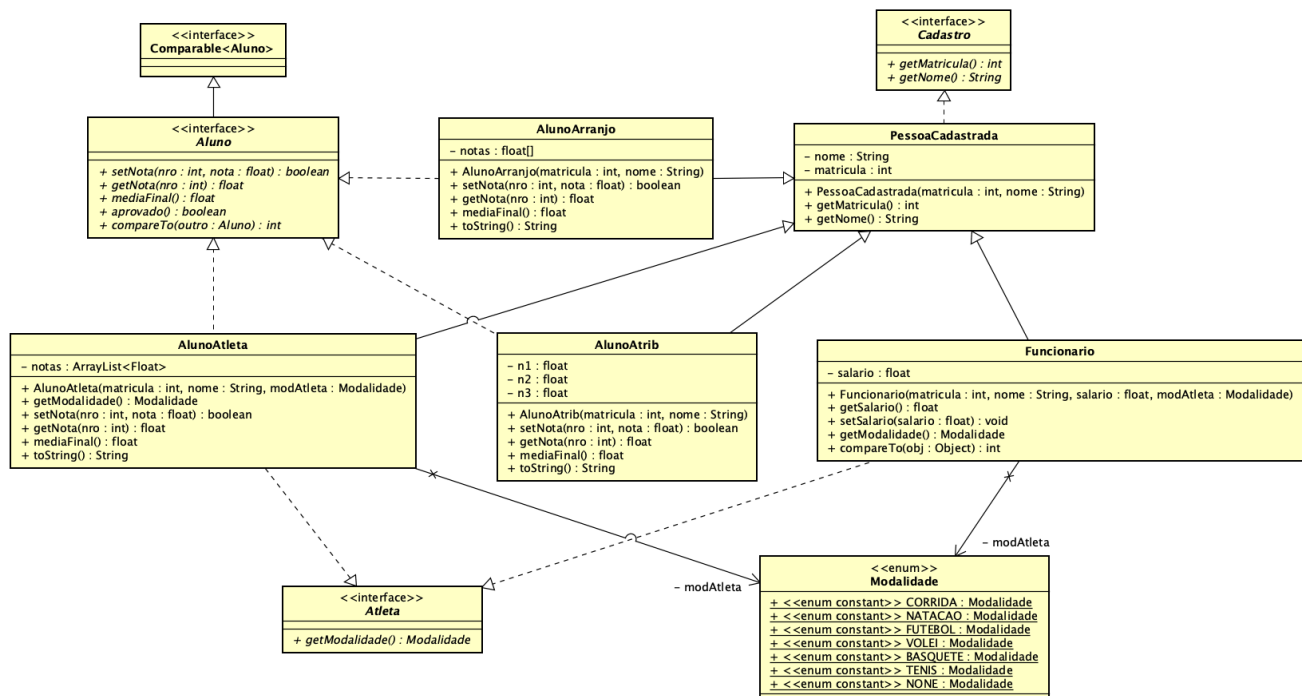 <<interface>>
Comparable<Aluno>
<<interface>>
Cadastro
+ getMatricula() : int
+ getNome() : String
<<interface>>
Aluno
+ setNota(nro : int, nota : float) : boolean
+ getNota(nro : int) : float
+ mediaFinal() : float
+ aprovado() : boolean
+ compareTo(outro : Aluno) : int
AlunoArranjo
- notas : float[]
+ AlunoArranjo(matricula : int, nome : String)
+ setNota(nro : int, nota : float) : boolean
+ getNota(nro : int) : float
+ mediaFinal() : float
+ toString() : String
PessoaCadastrada
- nome : String
- matricula : int
+ PessoaCadastrada(matricula : int, nome : String)
+ getMatricula() : int
+ getNome() : String
AlunoAtleta
- notas : ArrayList<Float>
+ AlunoAtleta(matricula : int, nome : String, modAtleta : Modalidade)
+ getModalidade() : Modalidade
+ setNota(nro : int, nota : float) : boolean
+ getNota(nro : int) : float
+ mediaFinal() : float
+ toString() : String
AlunoAtrib
- n1 : float
- n2 : float
- n3 : float
+ AlunoAtrib(matricula : int, nome : String)
+ setNota(nro : int, nota : float) : boolean
+ getNota(nro : int) : float
+ mediaFinal() : float
+ toString() : String
Funcionario
- salario : float
+ Funcionario(matricula : int, nome : String, salario : float, modAtleta : Modalidade)
+ getSalario() : float
+ setSalario(salario : float) : void
+ getModalidade() : Modalidade
+ compareTo(obj : Object) : int
- modAtleta
- modAtleta
<<interface>>
Atleta
+ getModalidade() : Modalidade
<<enum>>
Modalidade
+ <<enum constant>> CORRIDA : Modalidade
+ <<enum constant>> NATACAO : Modalidade
+ <<enum constant>> FUTEBOL : Modalidade
+ <<enum constant>> VOLEI : Modalidade
+ <<enum constant>> BASQUETE : Modalidade
+ <<enum constant>> TENIS : Modalidade
+ <<enum constant>> NONE : Modalidade